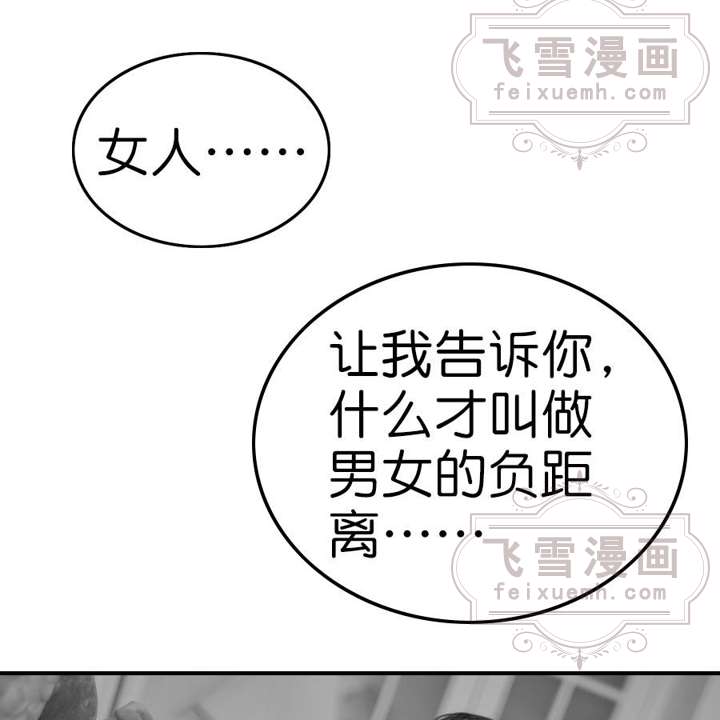 飞雪漫画
feixuemh.com
女人……
让我告诉你，
什么才叫做
男女的负距
离……
飞雪漫画
feixuemh.com